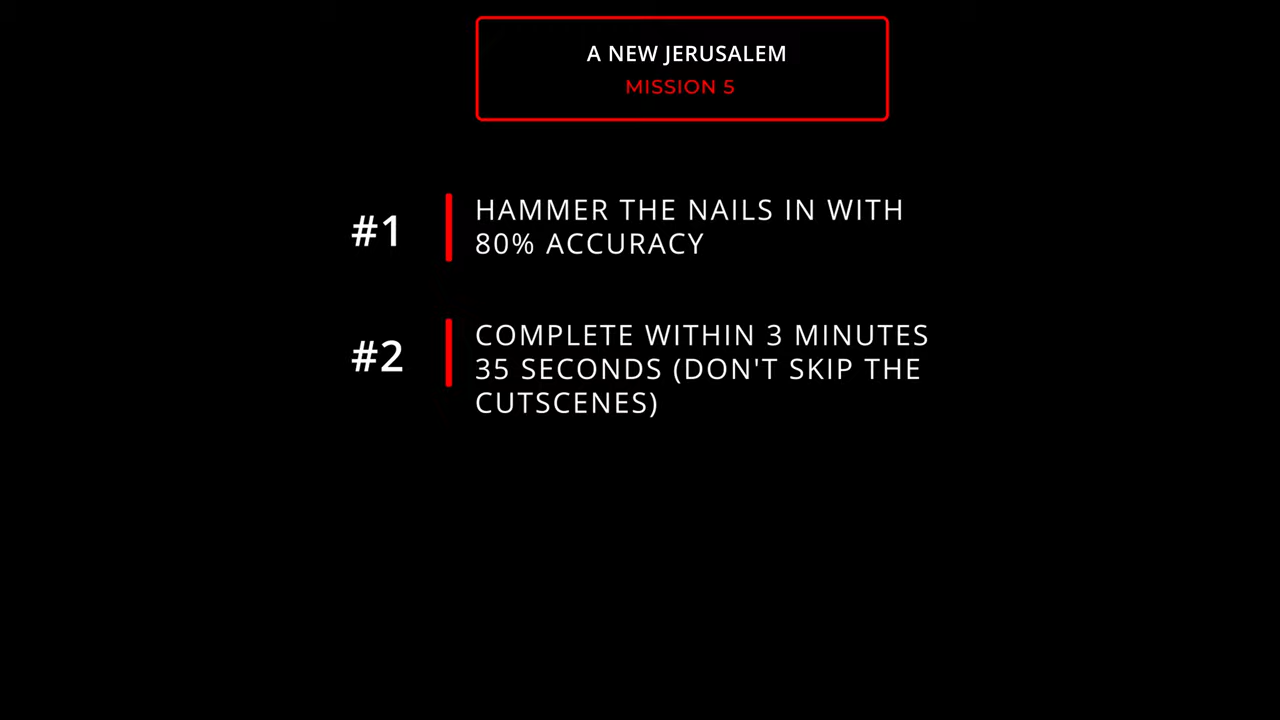 A NEW JERUSALEM
MISSION 5
#1
HAMMER THE NAILS IN WITH
80% ACCURACY
#2
COMPLETE WITHIN 3 MINUTES
35 SECONDS (DON'T SKIP THE
CUTSCENES)